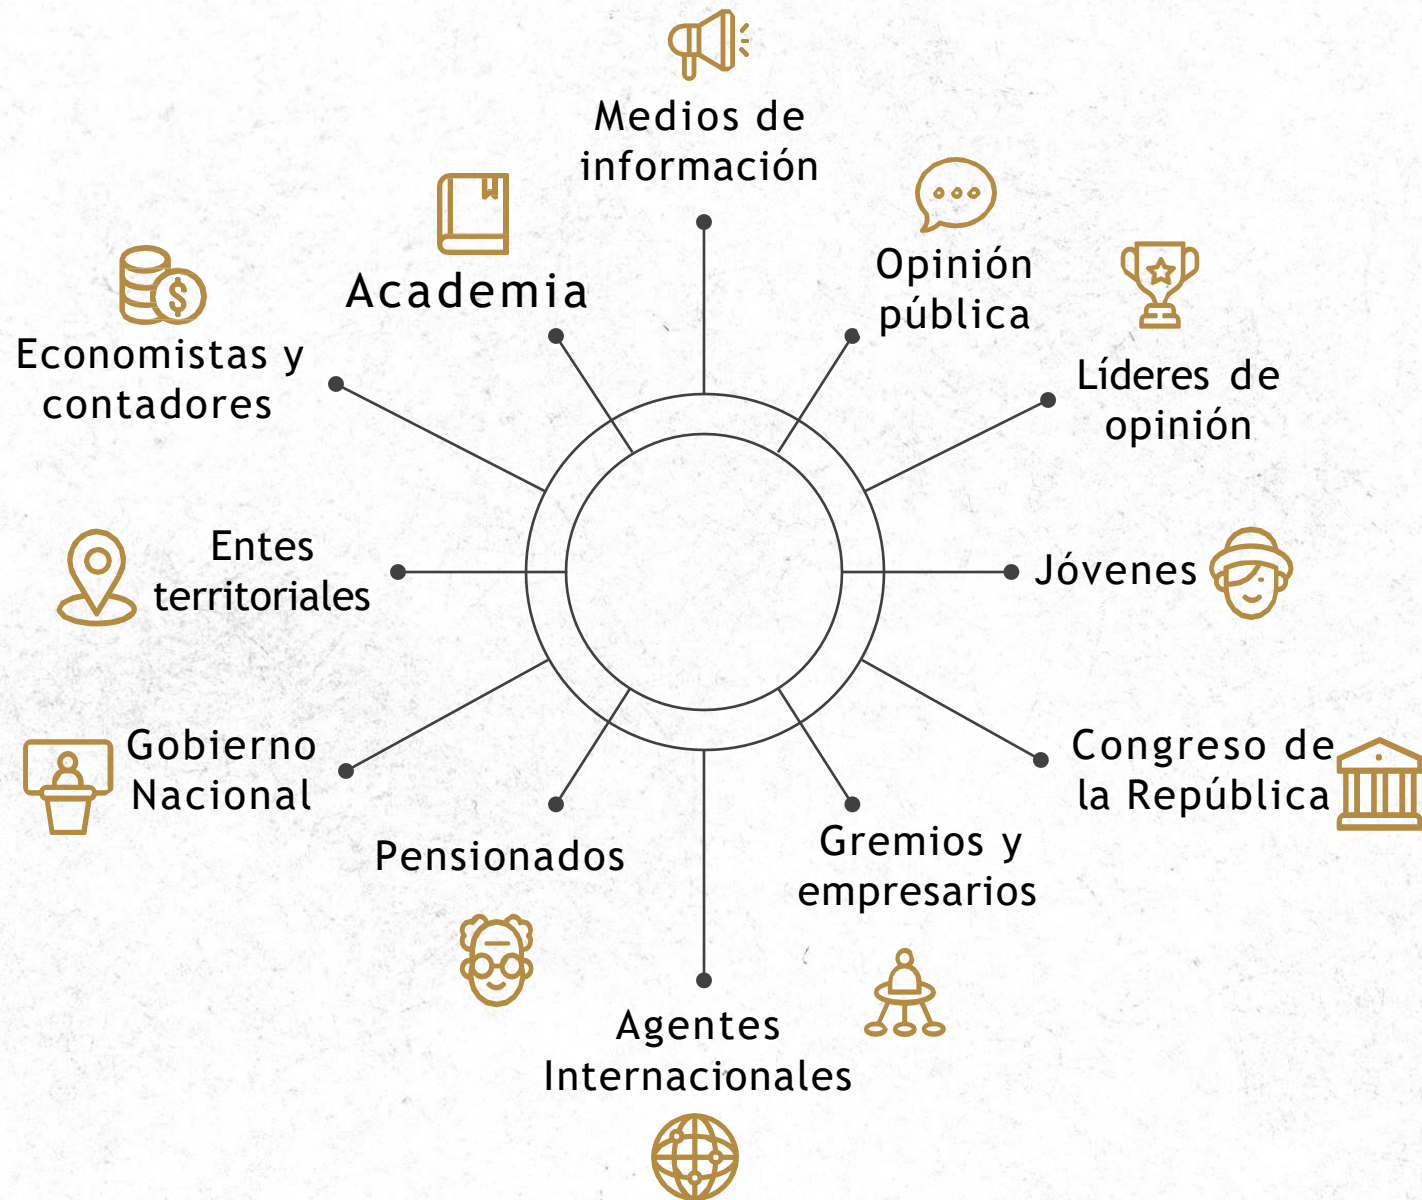 Medios de
información
Opinión
pública
Líderes de
opinión
Jóvenes
Congreso de
la República
Gremios y
empresarios
Agentes
Internacionales
Pensionados
Gobierno
Nacional
Entes
territoriales
Economistas y
contadores
Academia
$